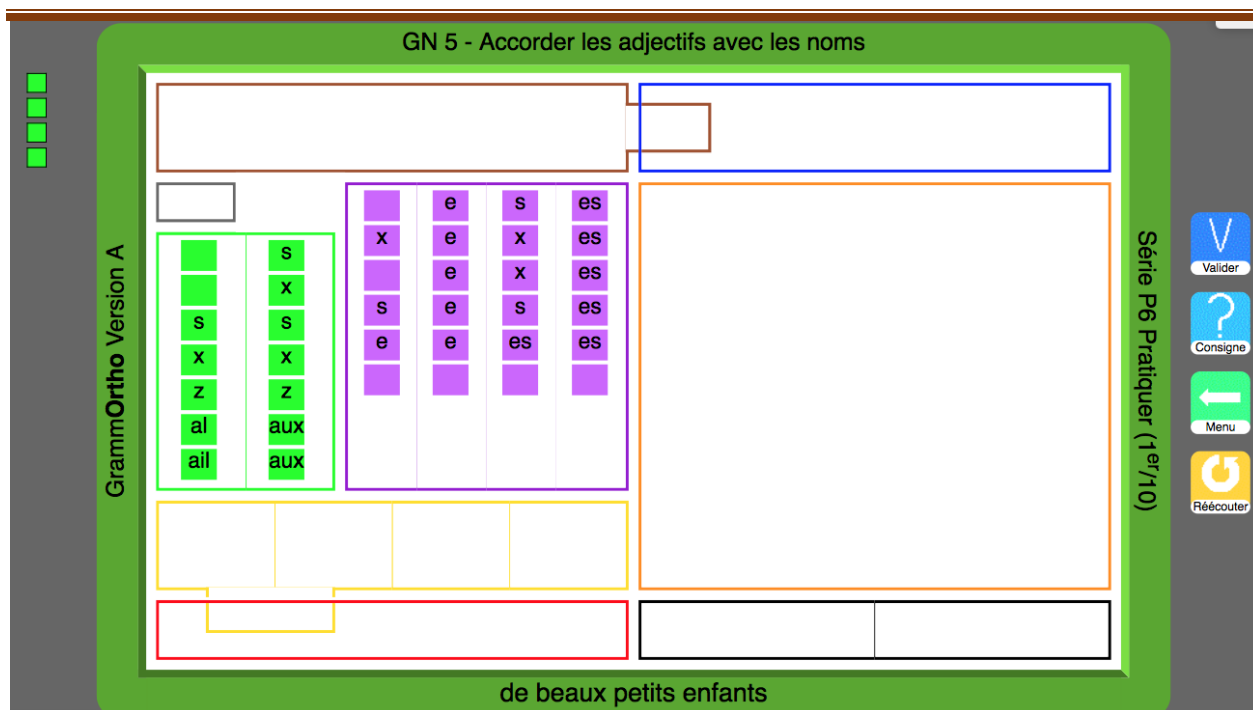 GN 5 - Accorder les adjectifs avec les noms
GrammOrtho Version A
s
x
s s
x x
z z
al aux
ail aux
e s es
x e x es
e x es
s e s es
e e es es
Série P6 Pratiquer (1er/10)
Valider
Consigne
Menu
Réécouter
de beaux petits enfants